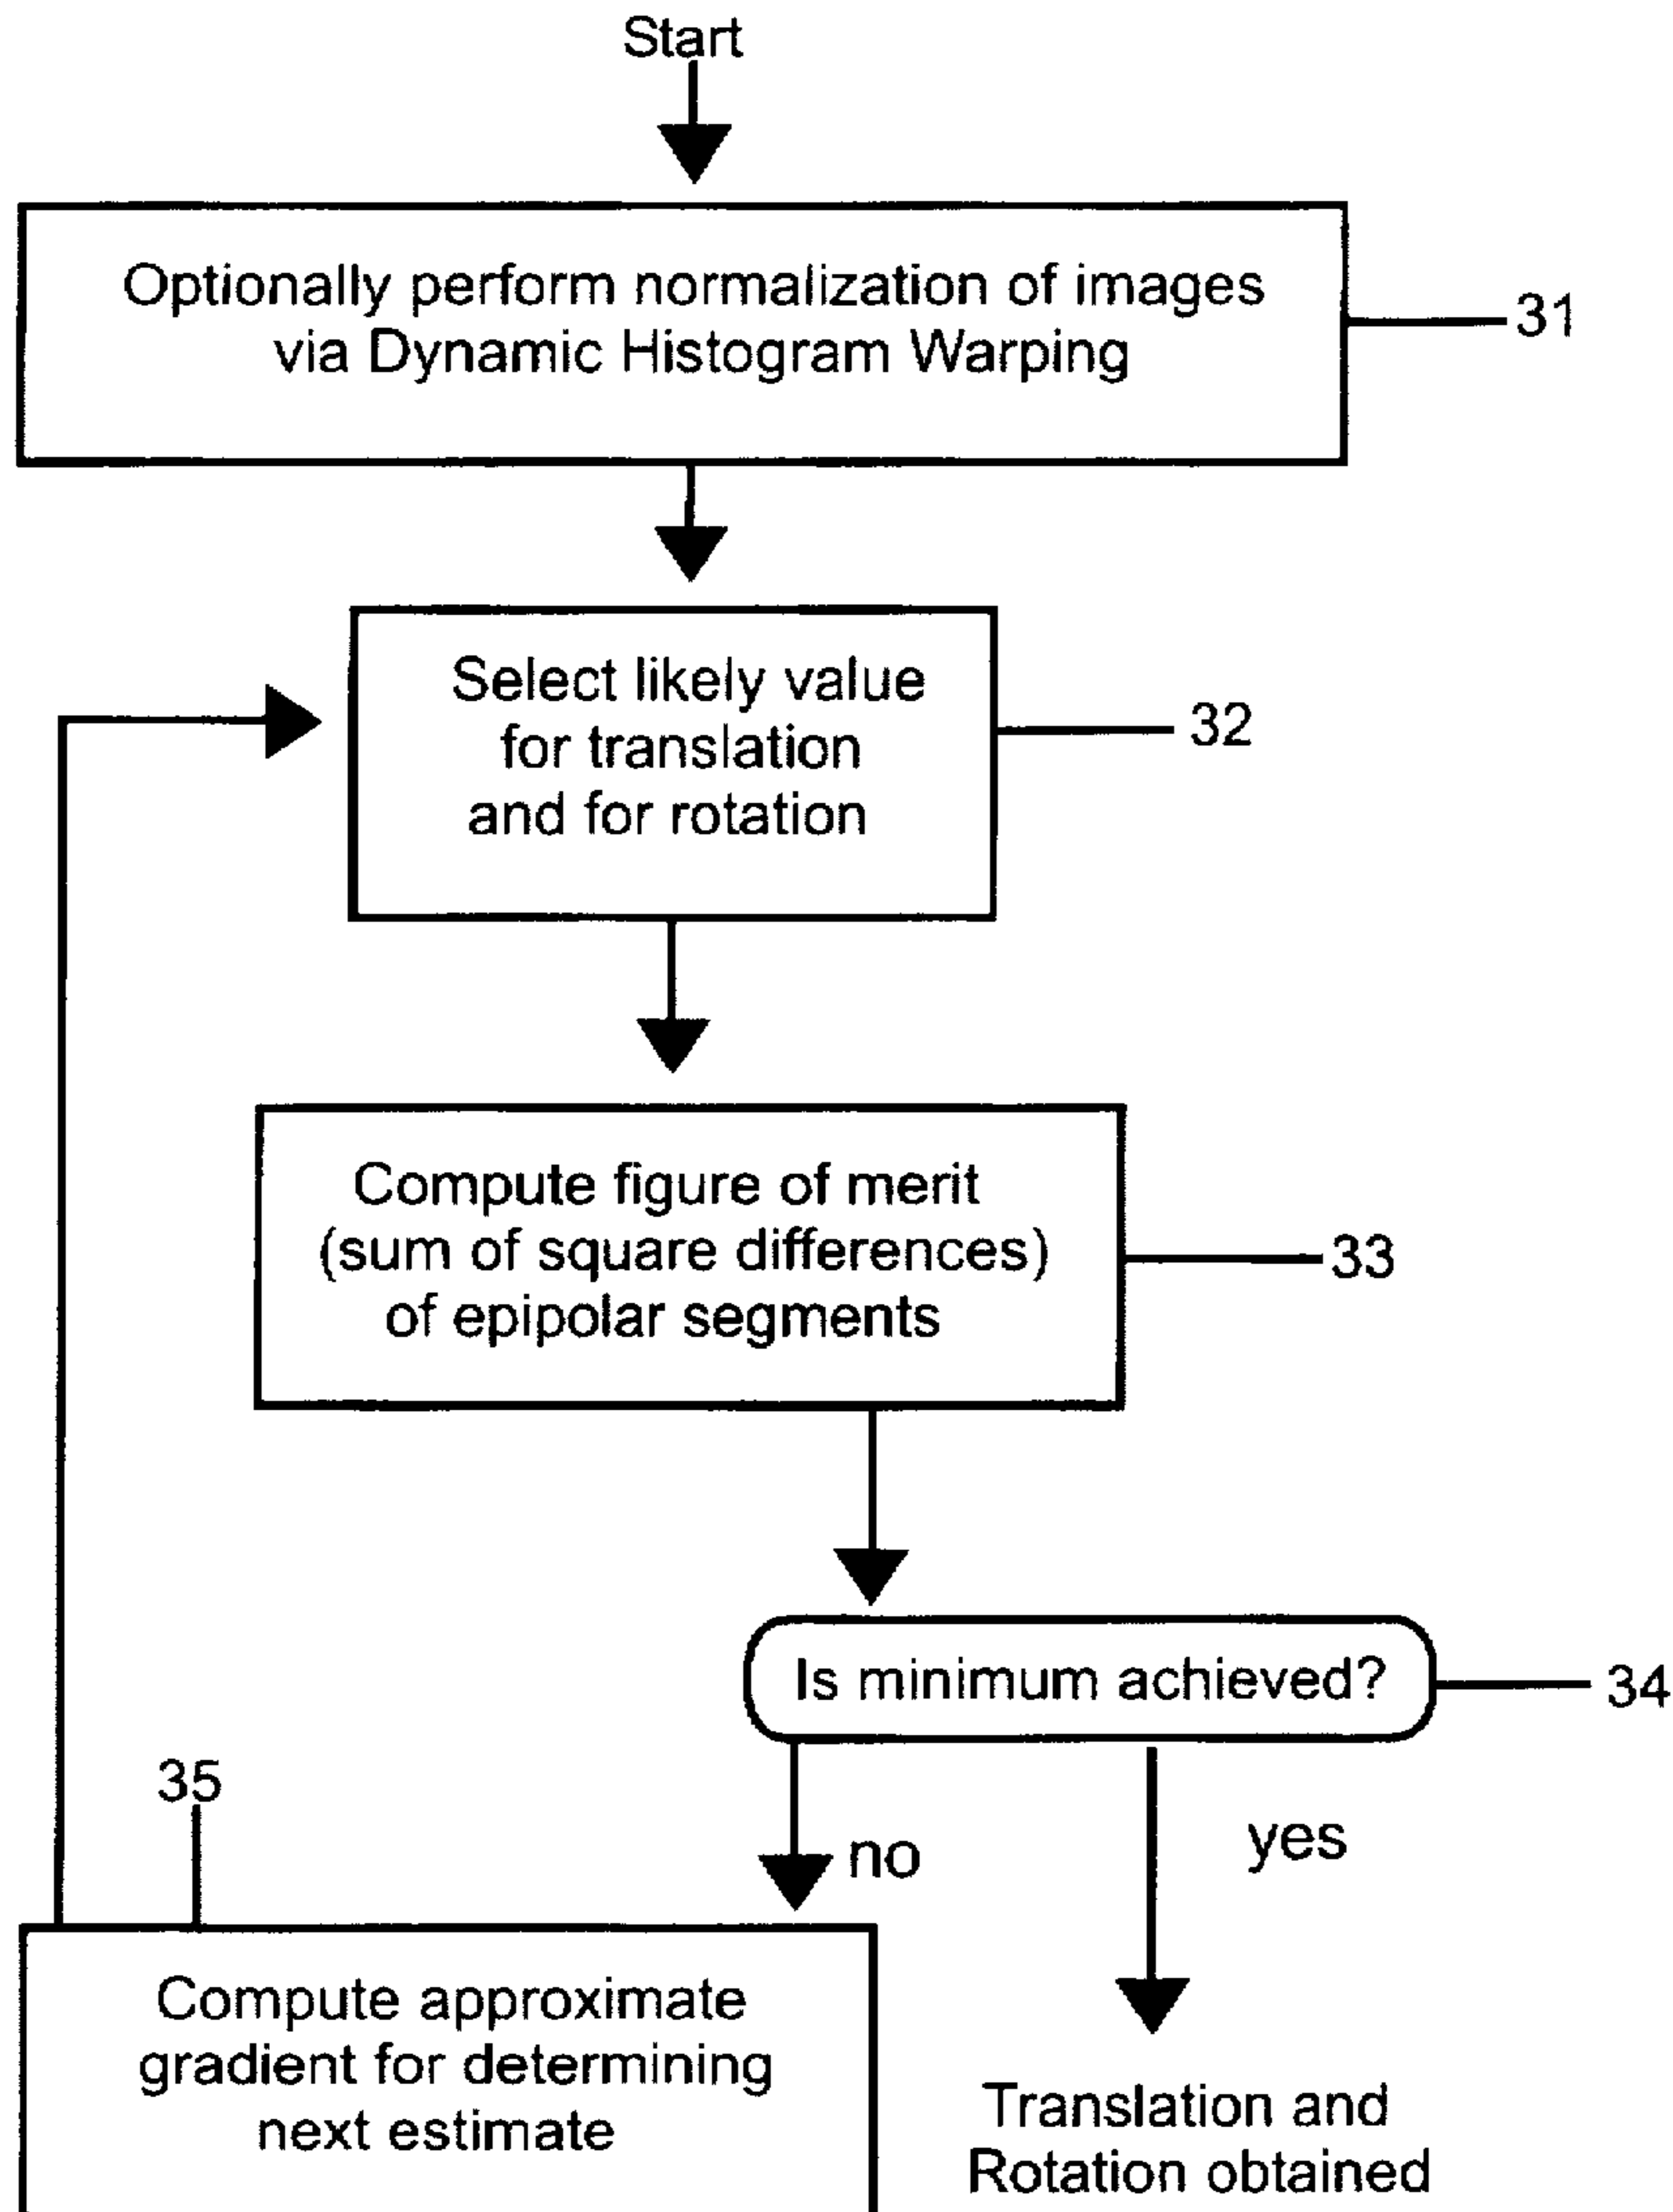 Start
Optionally perform normalization of images
via Dynamic Histogram Warping
31
Select likely value
for translation
and for rotation
32
Compute figure of merit
(sum of square differences)
of epipolar segments
33
Is minimum achieved?
34
35
no
yes
Compute approximate
gradient for determining
next estimate
Translation and
Rotation obtained